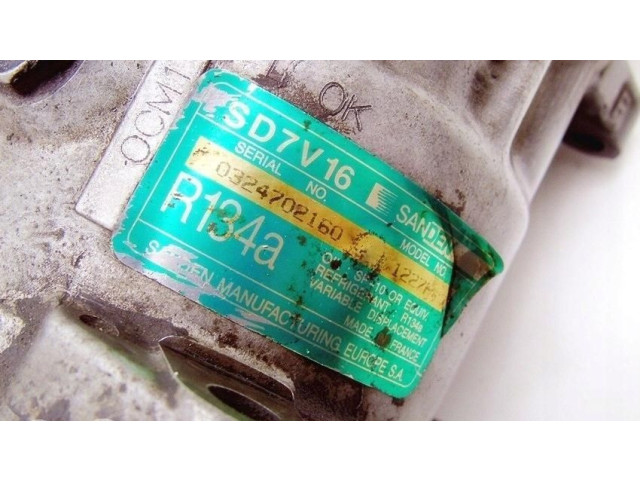 OCM1
OK
SD7V16
SANDEN
SERIAL NO.
MODEL NO.
0324702160
R134a
OIL SP-10 OR EQUIV.
REFRIGERANT R134a
VARIABLE DISPLACEMENT
MADE FRANCE
SANDEN MANUFACTURING EUROPE S.A.